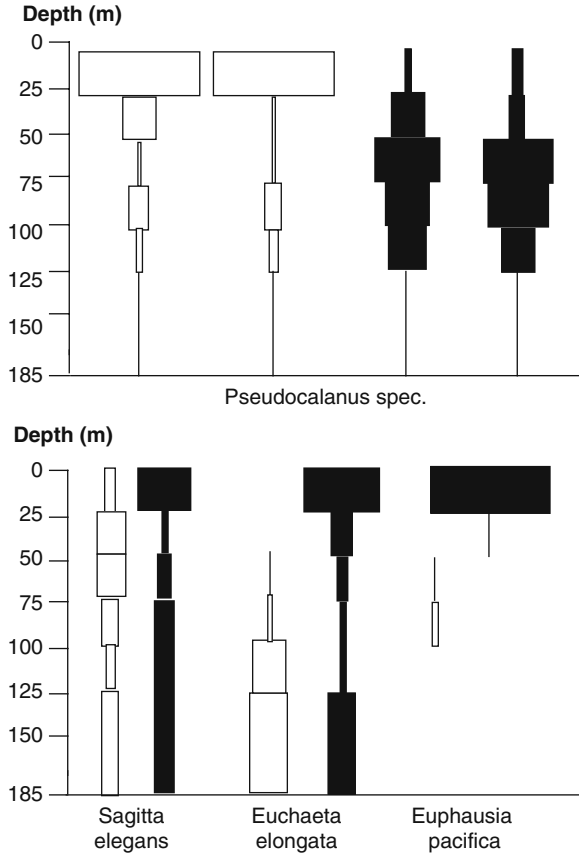 Depth (m)
0
25
50
75
100
125
150
185
Pseudocalanus spec.
Depth (m)
0
25
50
75
100
125
150
185
Sagitta elegans
Euchaeta elongata
Euphausia pacifica